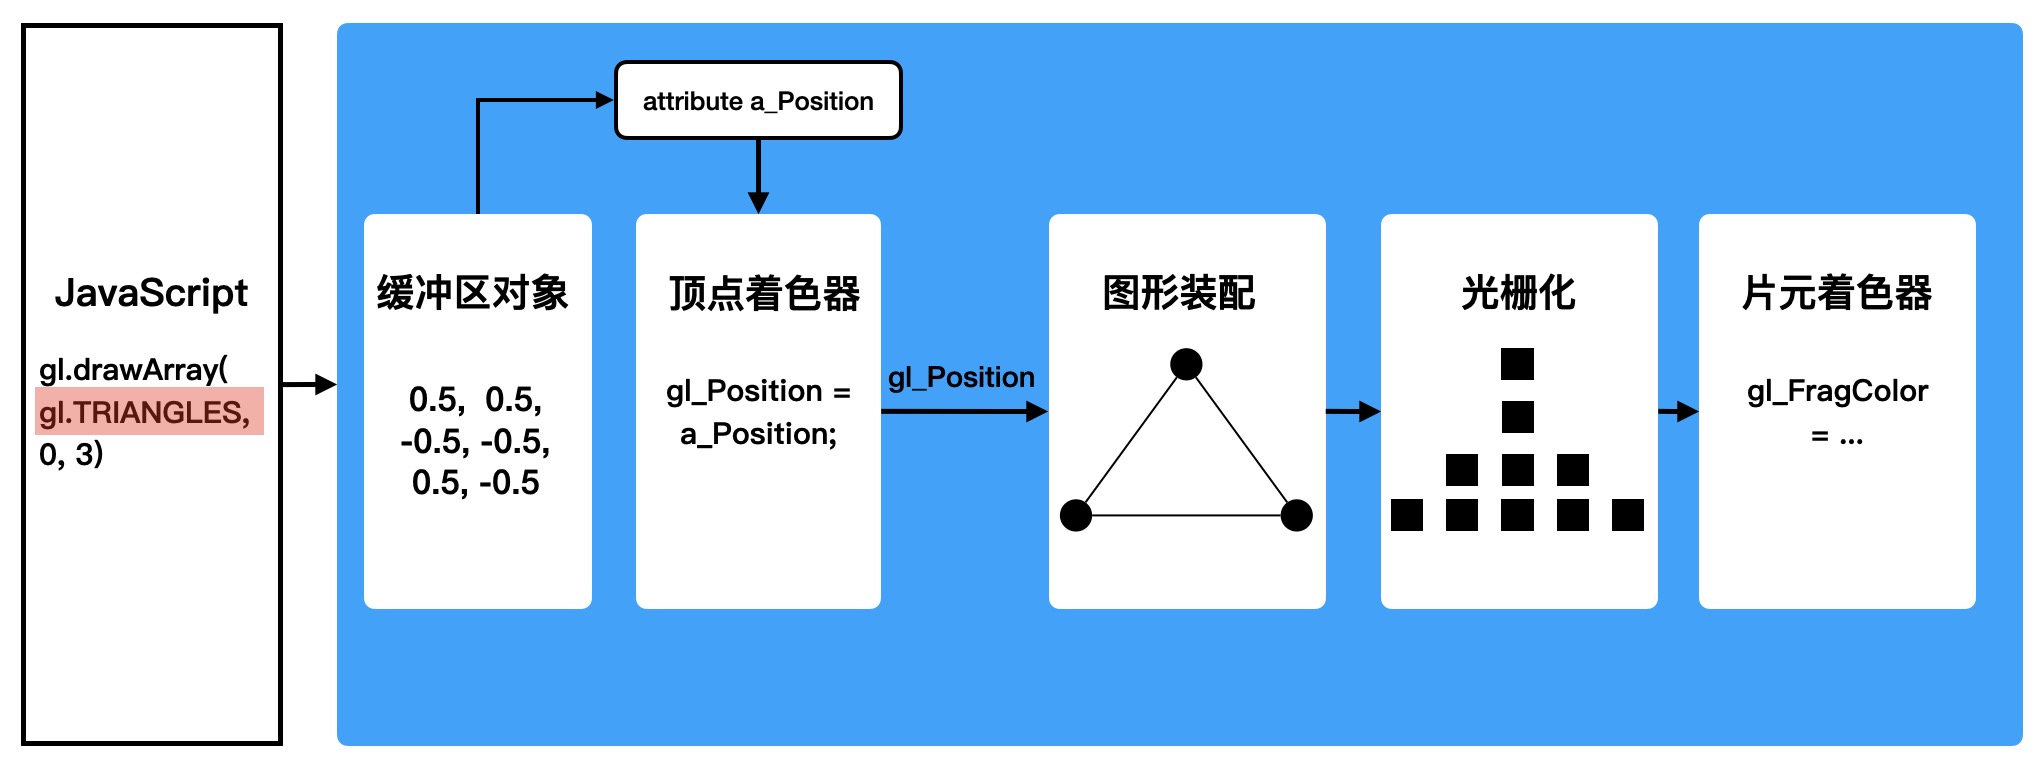 JavaScript
gl.drawArray(
gl.TRIANGLES,
0, 3)
attribute a_Position
缓冲区对象
0.5, 0.5,
-0.5, -0.5,
0.5, -0.5
顶点着色器
gl_Position =
a_Position;
gl_Position
图形装配
光栅化
片元着色器
gl_FragColor
= ...